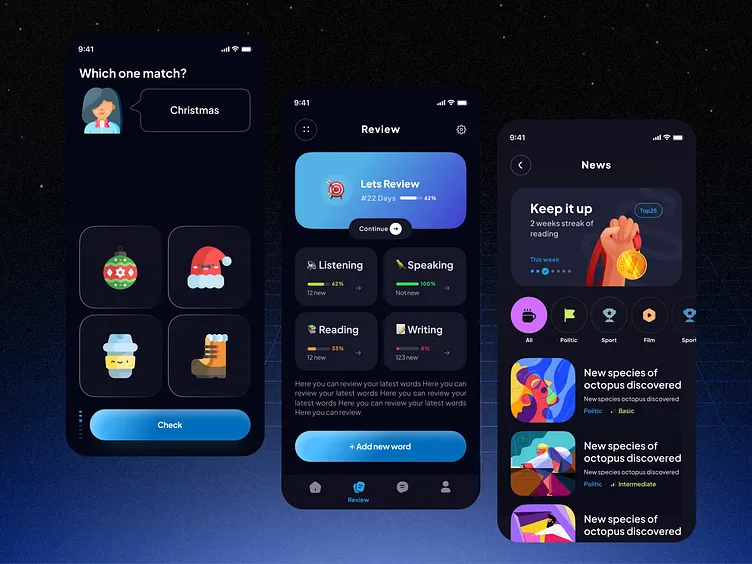 9:41
Which one match?
Christmas
Check
9:41
Review
Lets Review
#22 Days 62%
Continue
Listening
62%
12 new
Speaking
100%
Not new
Reading
33%
12 new
Writing
0%
123 new
Here you can review your latest words Here you can
review your latest words Here you can review your
latest words Here you can review your latest words
Here you can review.
+ Add new word
Review
9:41
News
Keep it up
2 weeks streak of
reading
Top25
This week
All
Politic
Sport
Film
Sport
New species of
octopus discovered
New species octopus discovered
Politic Basic
New species of
octopus discovered
New species octopus discovered
Politic Intermediate
New species of
octopus discovered